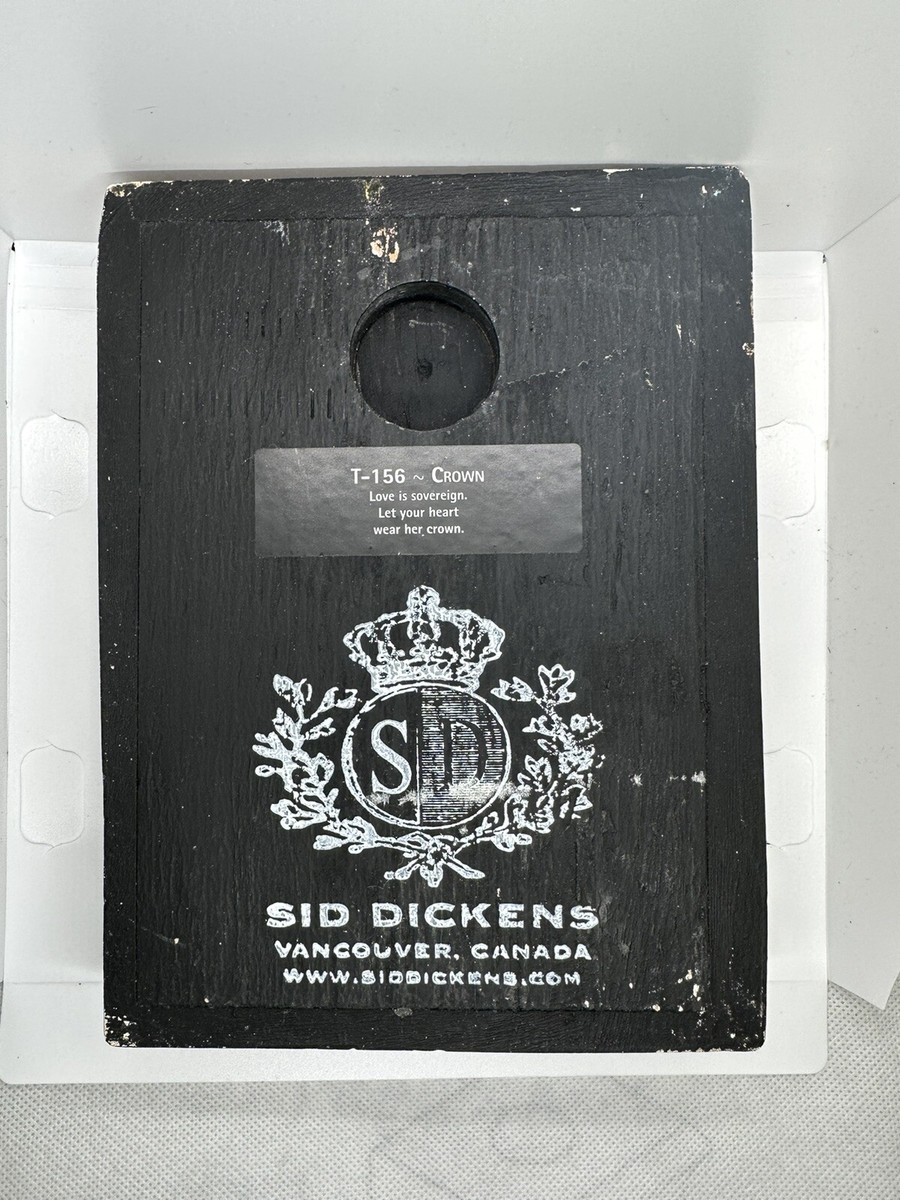 T-156 ~ Crown
Love is sovereign.
Let your heart
wear her crown.
SD
SID DICKENS
VANCOUVER, CANADA
WWW.SIDDICKENS.COM